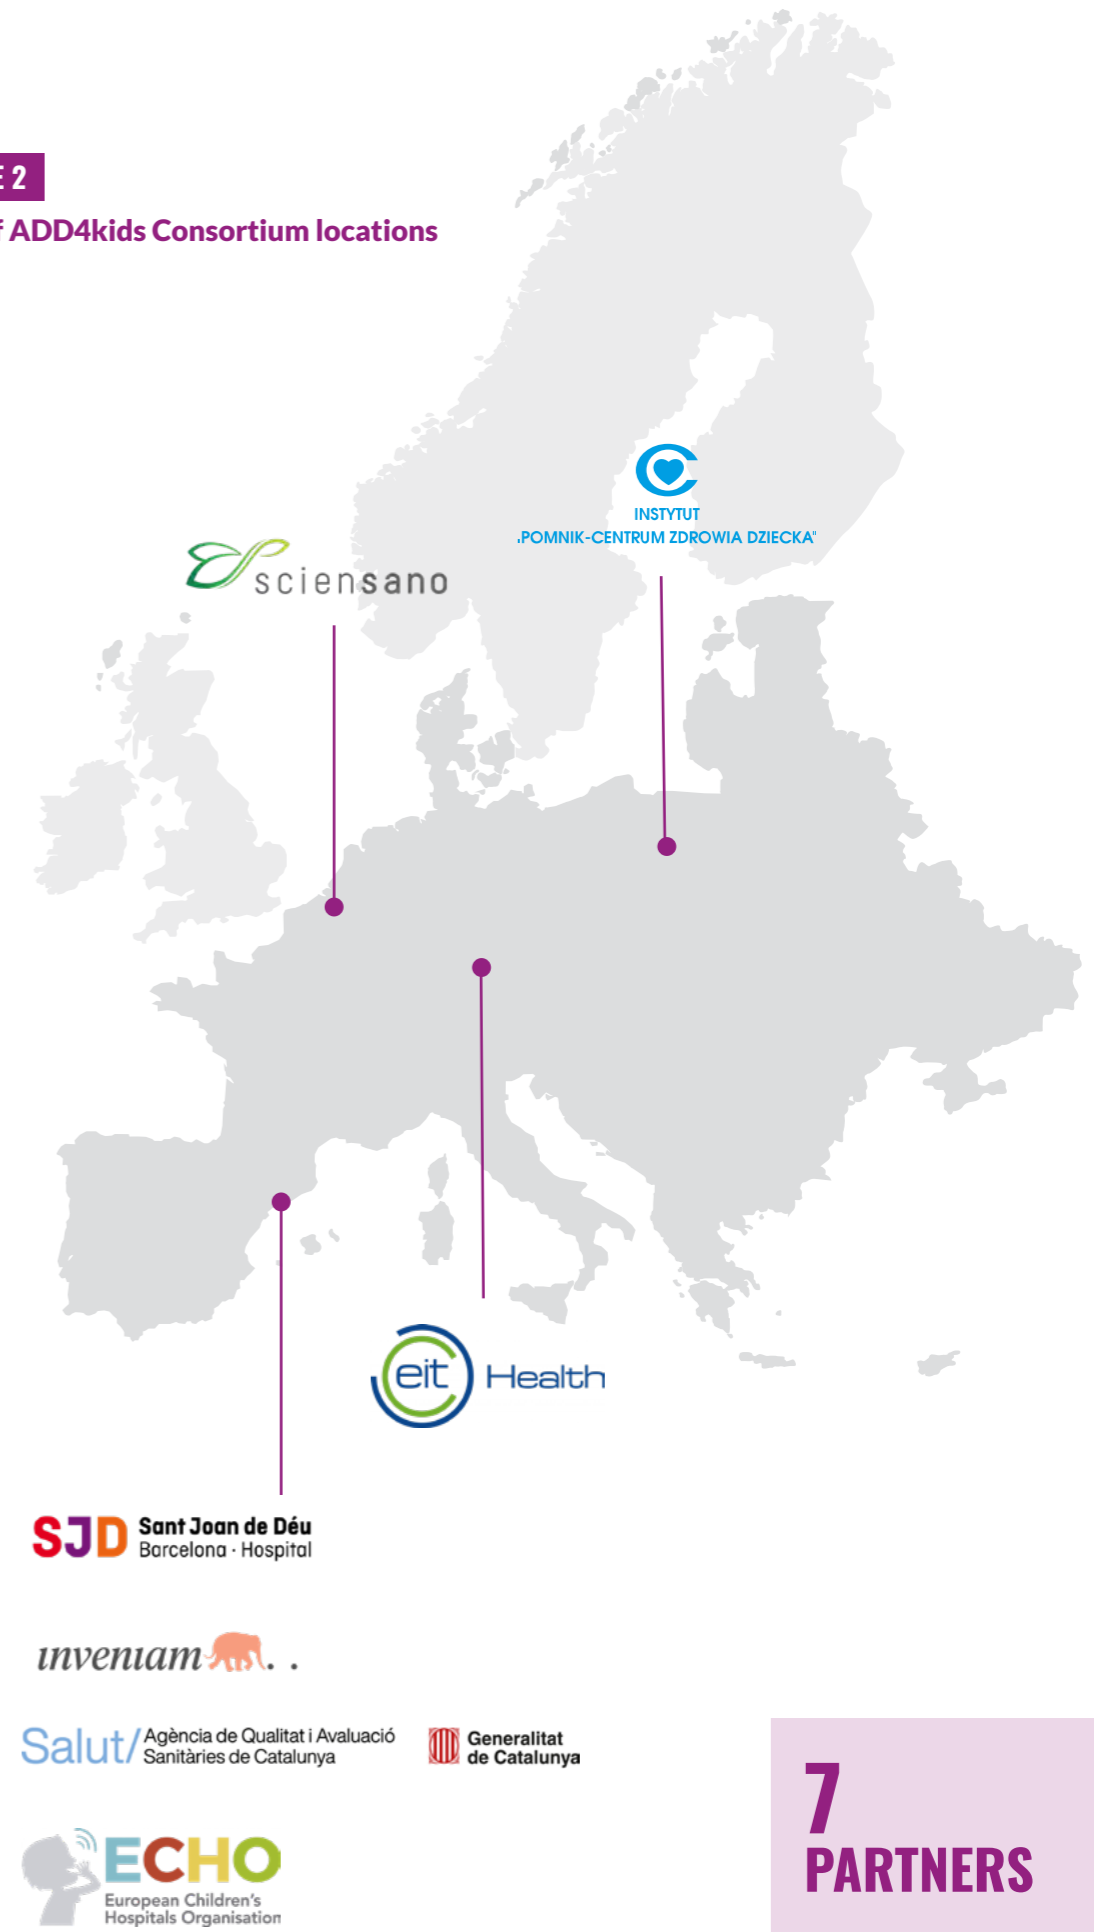 E 2
f ADD4kids Consortium locations
INSTYTUT
„POMNIK-CENTRUM ZDROWIA DZIECKA"
sciensano
eit Health
SJD Sant Joan de Déu
Barcelona · Hospital
inveniam
Salut/ Agència de Qualitat i Avaluació
Sanitàries de Catalunya
Generalitat
de Catalunya
ECHO
European Children's
Hospitals Organisation
7
PARTNERS